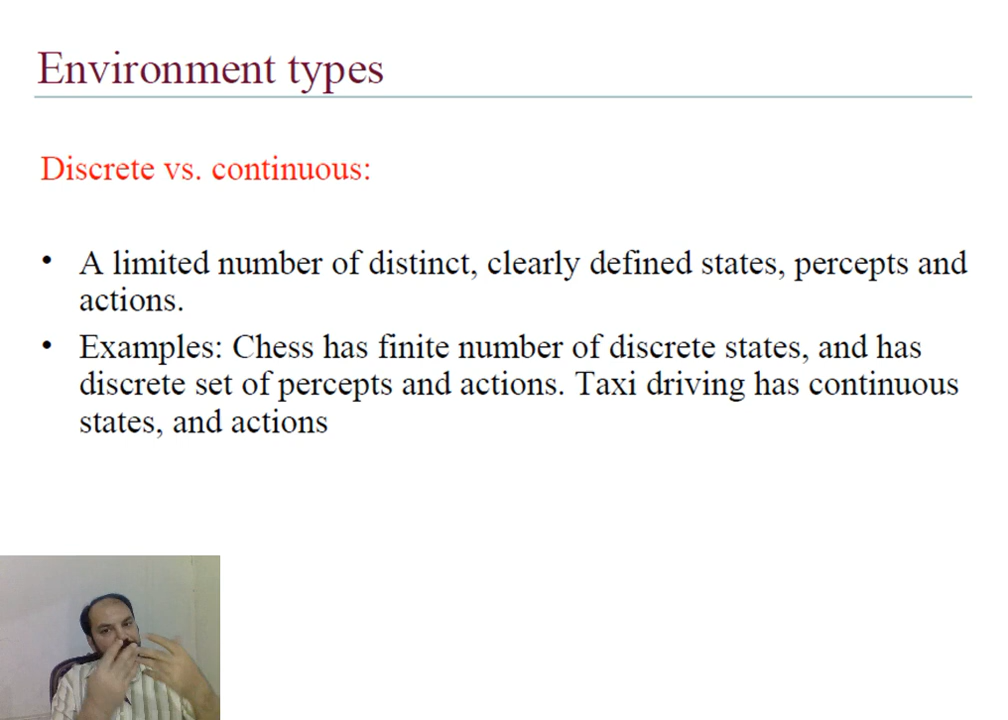 Environment types
Discrete vs. continuous:
• A limited number of distinct, clearly defined states, percepts and
actions.
• Examples: Chess has finite number of discrete states, and has
discrete set of percepts and actions. Taxi driving has continuous
states, and actions